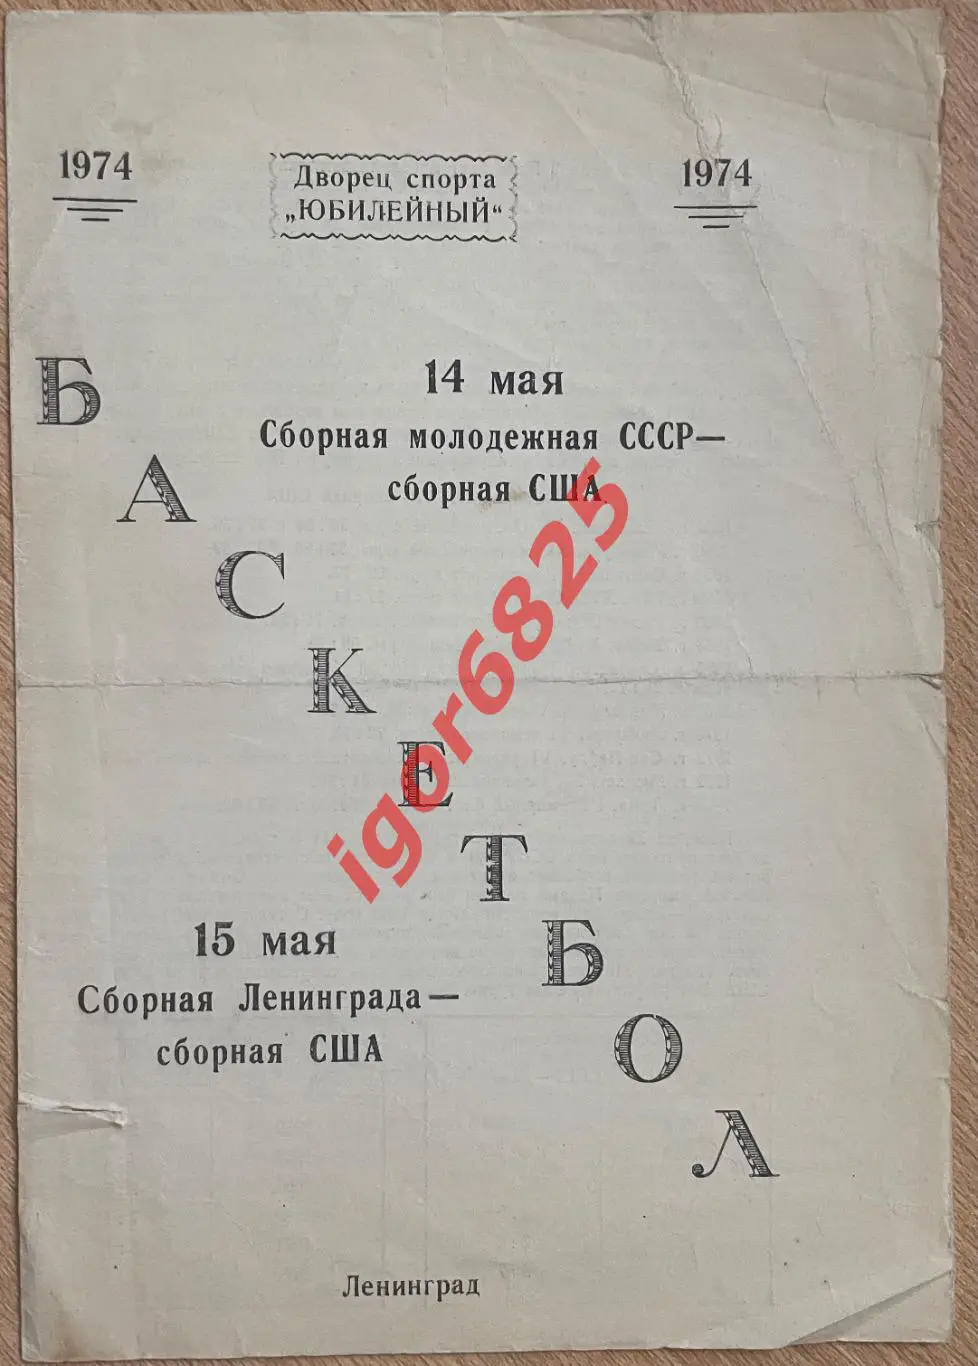 1974
Дворец спорта
„ЮБИЛЕЙНЫЙ“
1974
БАСКЕТБОЛ
14 мая
Сборная молодежная СССР—
сборная США
igor6825
15 мая
Сборная Ленинграда—
сборная США
Ленинград